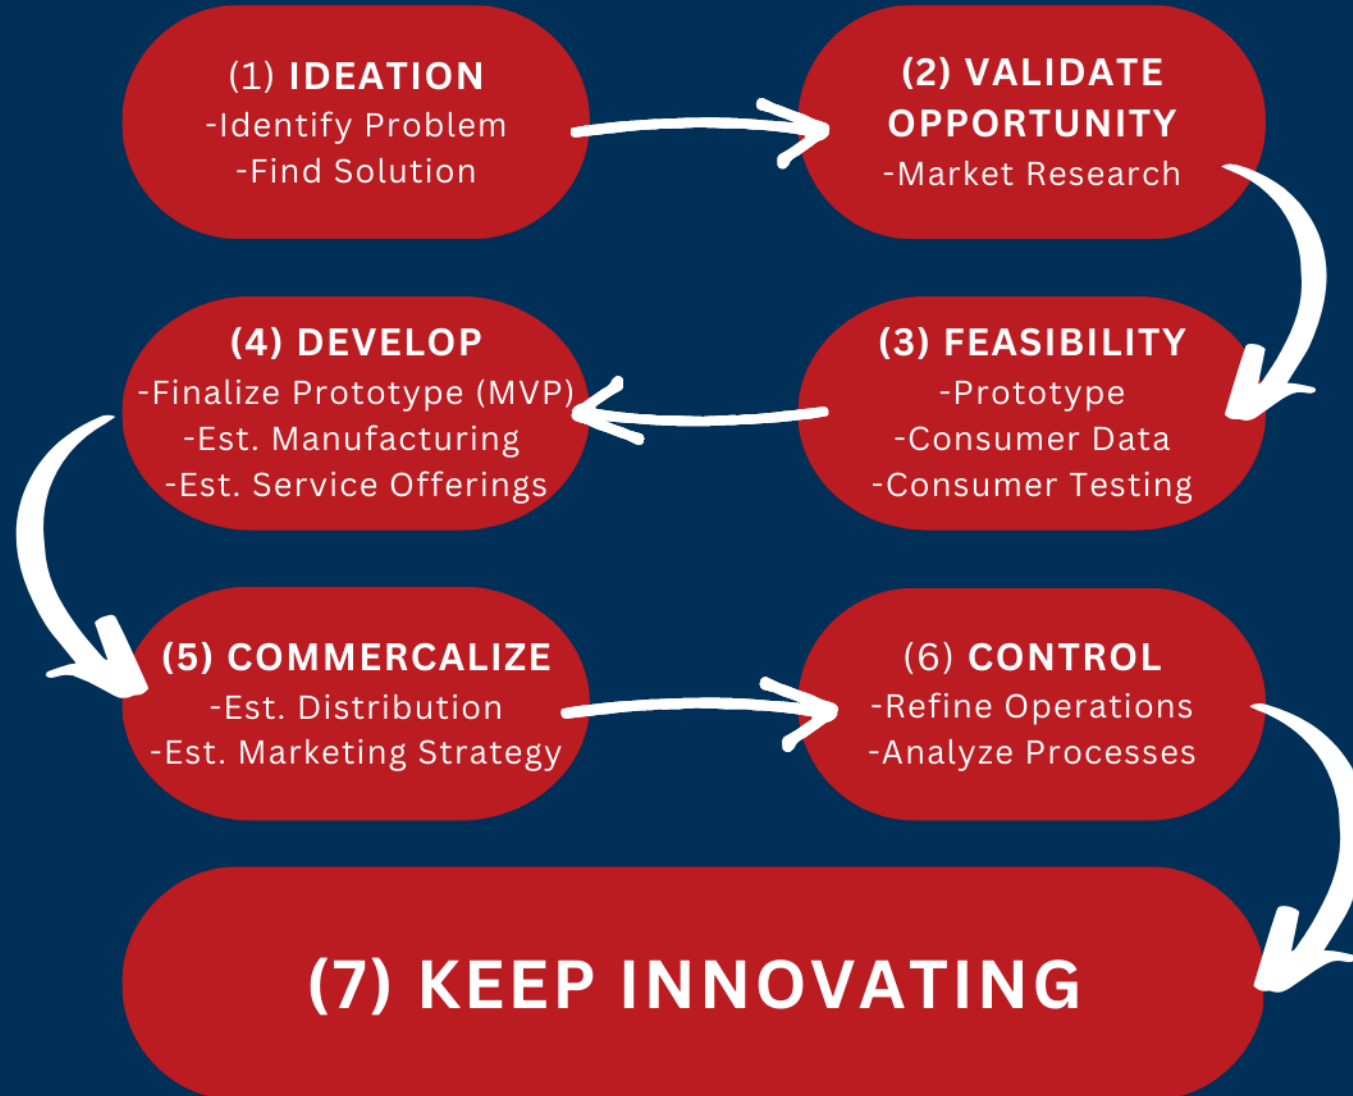 (1) IDEATION
-Identify Problem
-Find Solution
(2) VALIDATE
OPPORTUNITY
-Market Research
(3) FEASIBILITY
-Prototype
-Consumer Data
-Consumer Testing
(4) DEVELOP
-Finalize Prototype (MVP)
-Est. Manufacturing
-Est. Service Offerings
(5) COMMERCALIZE
-Est. Distribution
-Est. Marketing Strategy
(6) CONTROL
-Refine Operations
-Analyze Processes
(7) KEEP INNOVATING